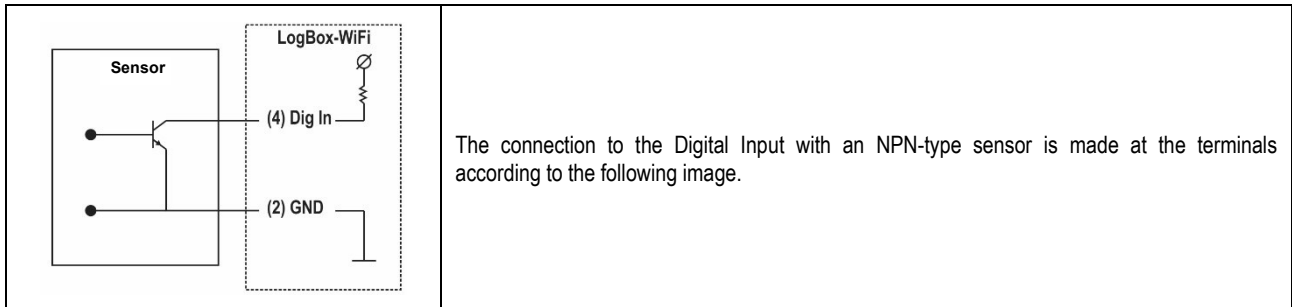 LogBox-WiFi
Sensor
(4) Dig In
(2) GND
The connection to the Digital Input with an NPN-type sensor is made at the terminals
according to the following image.